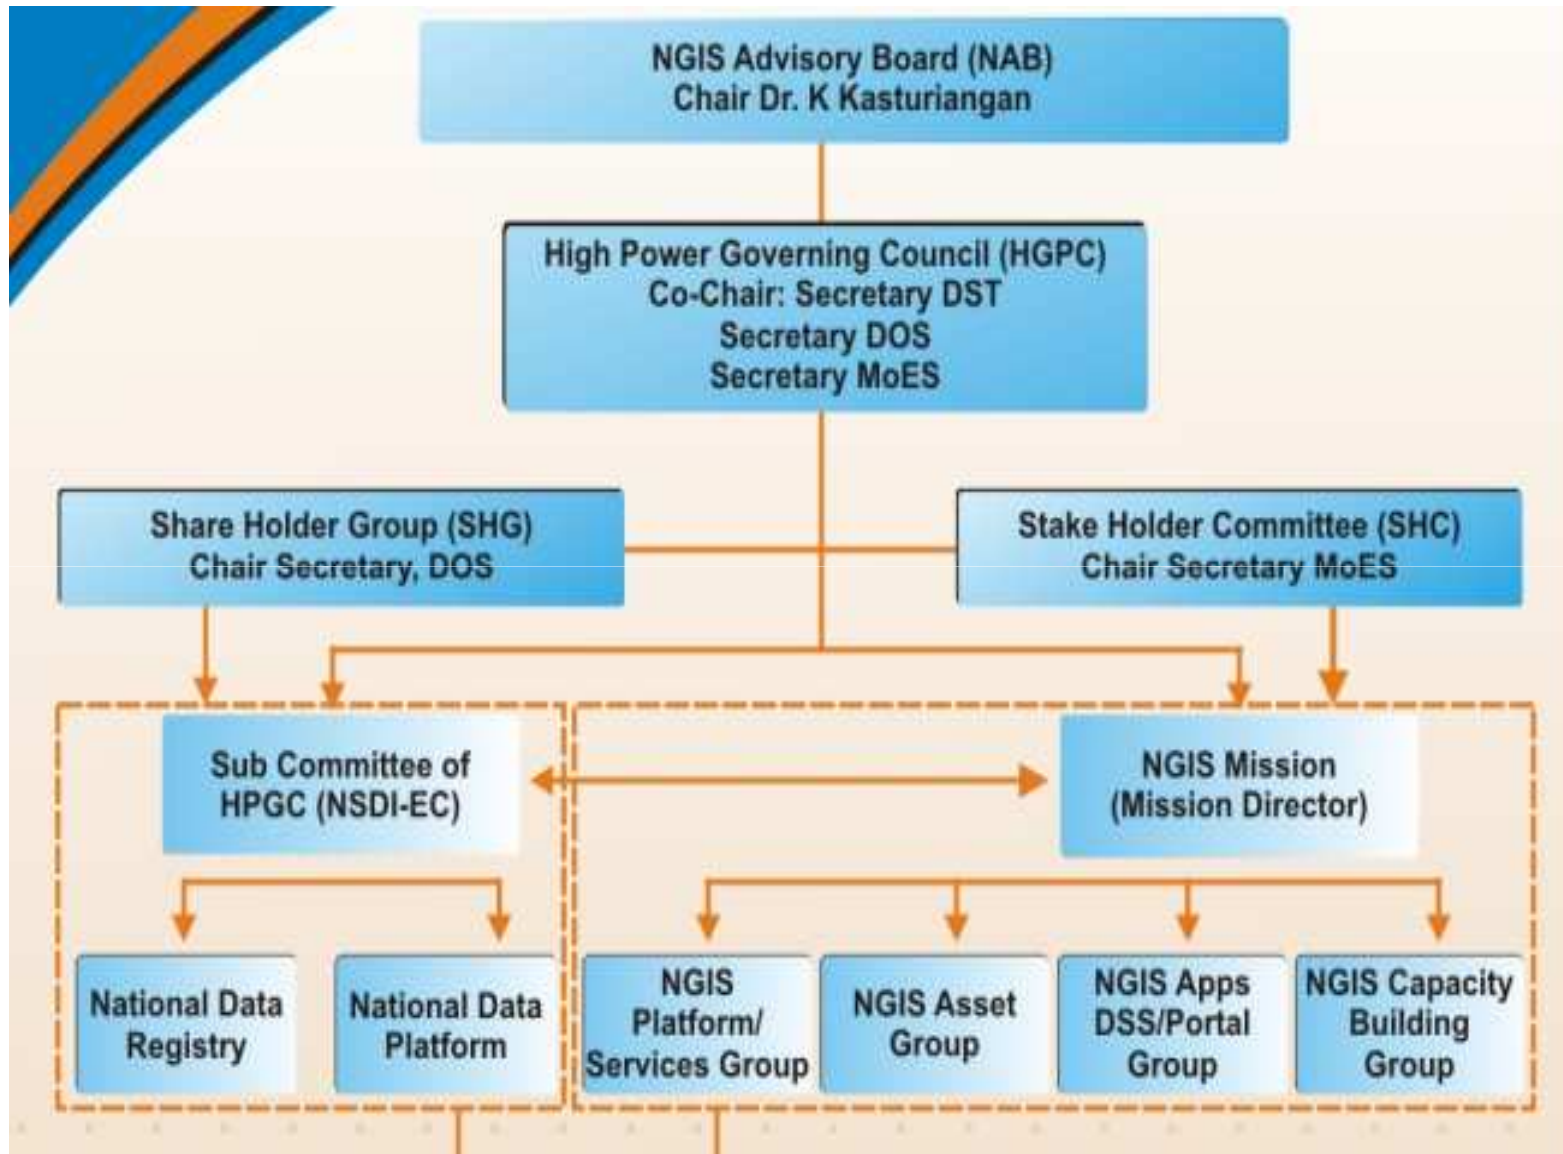 NGIS Advisory Board (NAB)
Chair Dr. K Kasturiangan
High Power Governing Council (HGPC)
Co-Chair: Secretary DST
Secretary DOS
Secretary MoES
Share Holder Group (SHG)
Chair Secretary, DOS
Stake Holder Committee (SHC)
Chair Secretary MoES
Sub Committee of
HPGC (NSDI-EC)
NGIS Mission
(Mission Director)
National Data
Registry
National Data
Platform
NGIS
Platform/
Services Group
NGIS Asset
Group
NGIS Apps
DSS/Portal
Group
NGIS Capacity
Building
Group